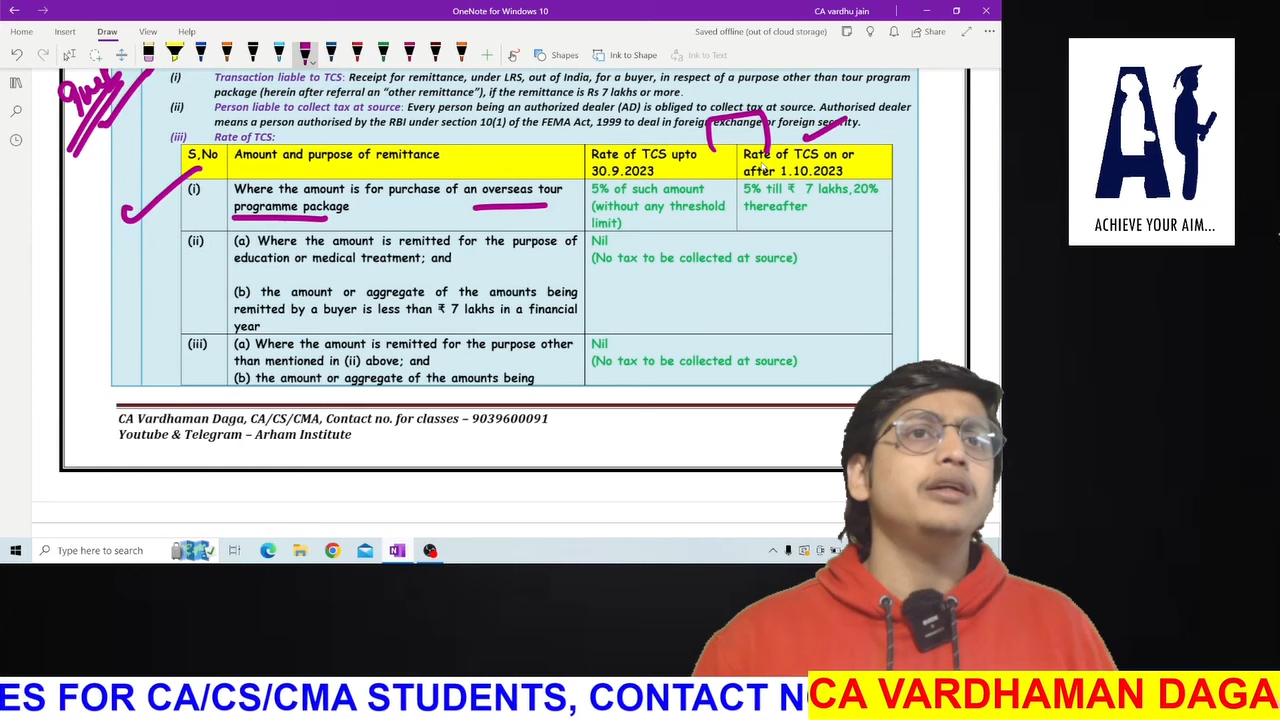 OneNote for Windows 10
CA vardhu jain
Home Insert Draw View Help
Saved offline (out of cloud storage)
Share
Shapes
Ink to Shape
Ink to Text
(i) Transaction liable to TCS: Receipt for remittance, under LRS, out of India, for a buyer, in respect of a purpose other than tour program
package (herein after referral an "other remittance"), if the remittance is Rs 7 lakhs or more.
(ii) Person liable to collect tax at source: Every person being an authorized dealer (AD) is obliged to collect tax at source. Authorised dealer
means a person authorised by the RBI under section 10(1) of the FEMA Act, 1999 to deal in foreign exchange or foreign security.
(iii) Rate of TCS:
S,No Amount and purpose of remittance Rate of TCS upto 30.9.2023 Rate of TCS on or after 1.10.2023
(i) Where the amount is for purchase of an overseas tour
programme package
5% of such amount
(without any threshold
limit)
5% till ₹ 7 lakhs,20%
thereafter
(ii) (a) Where the amount is remitted for the purpose of
education or medical treatment; and
(b) the amount or aggregate of the amounts being
remitted by a buyer is less than ₹ 7 lakhs in a financial
year
Nil
(No tax to be collected at source)
(iii) (a) Where the amount is remitted for the purpose other
than mentioned in (ii) above; and
(b) the amount or aggregate of the amounts being
Nil
(No tax to be collected at source)
CA Vardhaman Daga, CA/CS/CMA, Contact no. for classes – 9039600091
Youtube & Telegram – Arham Institute
Type here to search
AI
ACHIEVE YOUR AIM...
ES FOR CA/CS/CMA STUDENTS, CONTACT N
CA VARDHAMAN DAGA